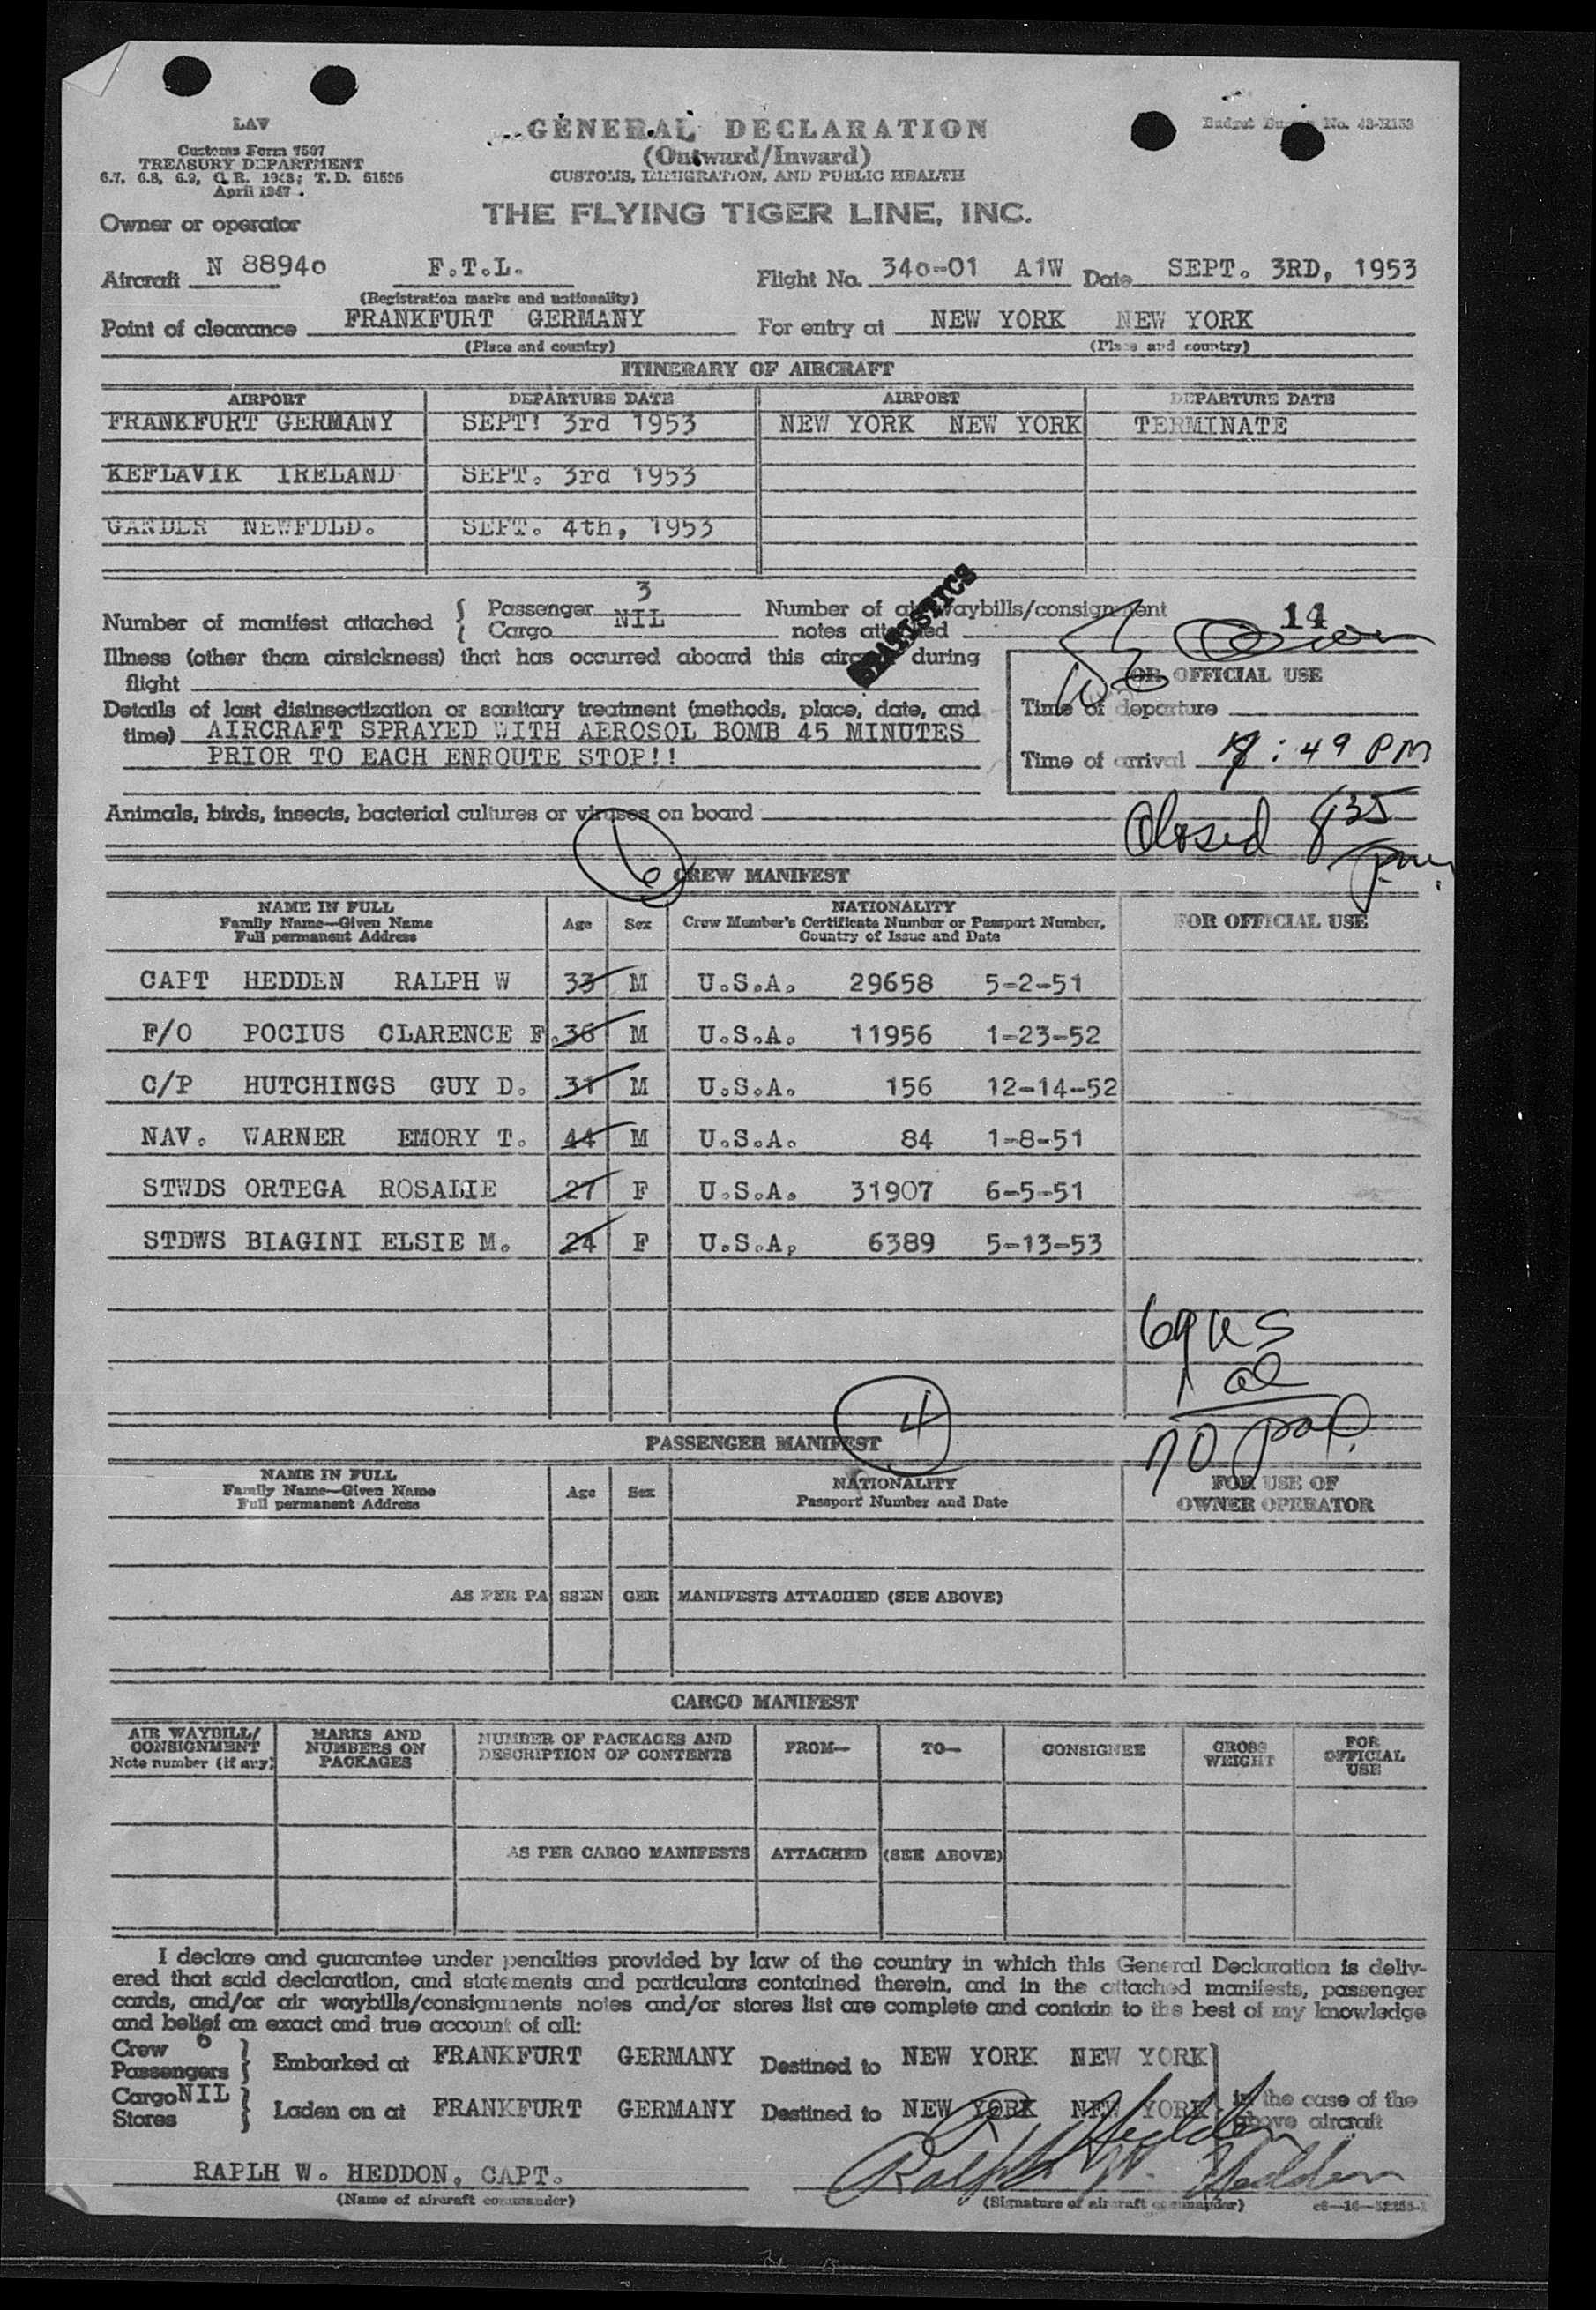 LAV
Customs Form 7507
TREASURY DEPARTMENT
6.7, 6.8, 6.9, C.R. 1943; T.D. 51505
April 1947
GENERAL DECLARATION
(Outward/Inward)
CUSTOMS, IMMIGRATION, AND PUBLIC HEALTH
Budget Bureau No. 43-R153
Owner or operator THE FLYING TIGER LINE, INC.
Aircraft N 8894o F.T.L. Flight No. 34o-01 A1W Date SEPT. 3RD, 1953
(Registration marks and nationality)
Point of clearance FRANKFURT GERMANY For entry at NEW YORK NEW YORK
(Place and country) (Place and country)
ITINERARY OF AIRCRAFT
AIRPORT DEPARTURE DATE AIRPORT DEPARTURE DATE
FRANKFURT GERMANY SEPT! 3rd 1953 NEW YORK NEW YORK TERMINATE
KEFLAVIK IRELAND SEPT. 3rd 1953
GANDER NEWFDLD. SEPT. 4th, 1953
Number of manifest attached { Passenger 3 Number of air waybills/consignment 14
Cargo NIL notes attached
STATISTICS
Illness (other than airsickness) that has occurred aboard this aircraft during
flight
FOR OFFICIAL USE
Details of last disinsectization or sanitary treatment (methods, place, date, and
time) AIRCRAFT SPRAYED WITH AEROSOL BOMB 45 MINUTES
PRIOR TO EACH ENROUTE STOP!!
Time of departure
Time of arrival : 49 PM
Animals, birds, insects, bacterial cultures or viruses on board
Closed 8 35 pm.
6
CREW MANIFEST
NAME IN FULL
Family Name—Given Name
Full permanent Address
Age Sex
NATIONALITY
Crew Member's Certificate Number or Passport Number,
Country of Issue and Date
FOR OFFICIAL USE
CAPT HEDDEN RALPH W 33 M U.S.A. 29658 5-2-51
F/O POCIUS CLARENCE F. 36 M U.S.A. 11956 1-23-52
C/P HUTCHINGS GUY D. 31 M U.S.A. 156 12-14-52
NAV. WARNER EMORY T. 44 M U.S.A. 84 1-8-51
STWDS ORTEGA ROSALIE 27 F U.S.A. 31907 6-5-51
STDWS BIAGINI ELSIE M. 24 F U.S.A. 6389 5-13-53
69 us
1 al
70 pap.
4
PASSENGER MANIFEST
NAME IN FULL
Family Name—Given Name
Full permanent Address
Age Sex
NATIONALITY
Passport Number and Date
FOR USE OF
OWNER OPERATOR
AS PER PASSENGER MANIFESTS ATTACHED (SEE ABOVE)
CARGO MANIFEST
AIR WAYBILL/
CONSIGNMENT
Note number (if any)
MARKS AND
NUMBERS ON
PACKAGES
NUMBER OF PACKAGES AND
DESCRIPTION OF CONTENTS
FROM—
TO—
CONSIGNEE
GROSS
WEIGHT
FOR
OFFICIAL
USE
AS PER CARGO MANIFESTS ATTACHED (SEE ABOVE)
I declare and guarantee under penalties provided by law of the country in which this General Declaration is deliv-
ered that said declaration, and statements and particulars contained therein, and in the attached manifests, passenger
cards, and/or air waybills/consignments notes and/or stores list are complete and contain to the best of my knowledge
and belief an exact and true account of all:
Crew 6
Passengers } Embarked at FRANKFURT GERMANY Destined to NEW YORK NEW YORK
Cargo NIL
Stores } Laden on at FRANKFURT GERMANY Destined to NEW YORK NEW YORK
in the case of the
above aircraft
RAPLH W. HEDDON, CAPT. Ralph W. Hedden
(Name of aircraft commander) (Signature of aircraft commander)